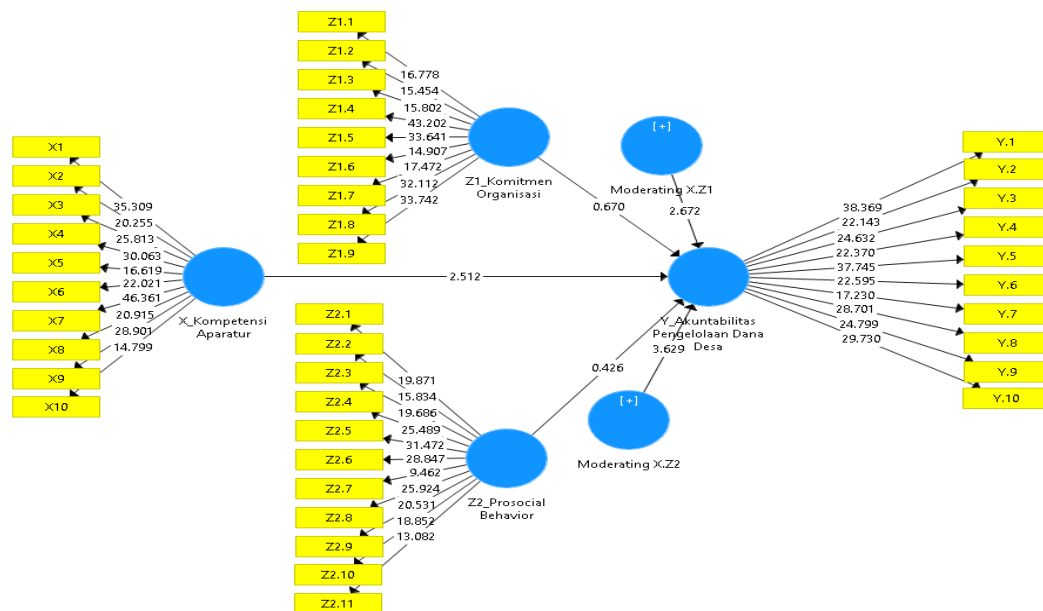 X1
X2
X3
X4
X5
X6
X7
X8
X9
X10
35.309
20.255
25.813
30.063
16.619
22.021
46.361
20.915
28.901
14.799
X_Kompetensi
Aparatur
Z1.1
Z1.2
Z1.3
Z1.4
Z1.5
Z1.6
Z1.7
Z1.8
Z1.9
16.778
15.454
15.802
43.202
33.641
14.907
17.472
32.112
33.742
Z1_Komitmen
Organisasi
0.670
[+]
Moderating X.Z1
2.672
2.512
Z2.1
Z2.2
Z2.3
Z2.4
Z2.5
Z2.6
Z2.7
Z2.8
Z2.9
Z2.10
Z2.11
19.871
15.834
19.686
25.489
31.472
28.847
9.462
25.924
20.531
18.852
13.082
Z2_Prosocial
Behavior
0.426
[+]
Moderating X.Z2
3.629
Y_Akuntabilitas
Pengelolaan Dana
Desa
38.369
22.143
24.632
22.370
37.745
22.595
17.230
28.701
24.799
29.730
Y.1
Y.2
Y.3
Y.4
Y.5
Y.6
Y.7
Y.8
Y.9
Y.10